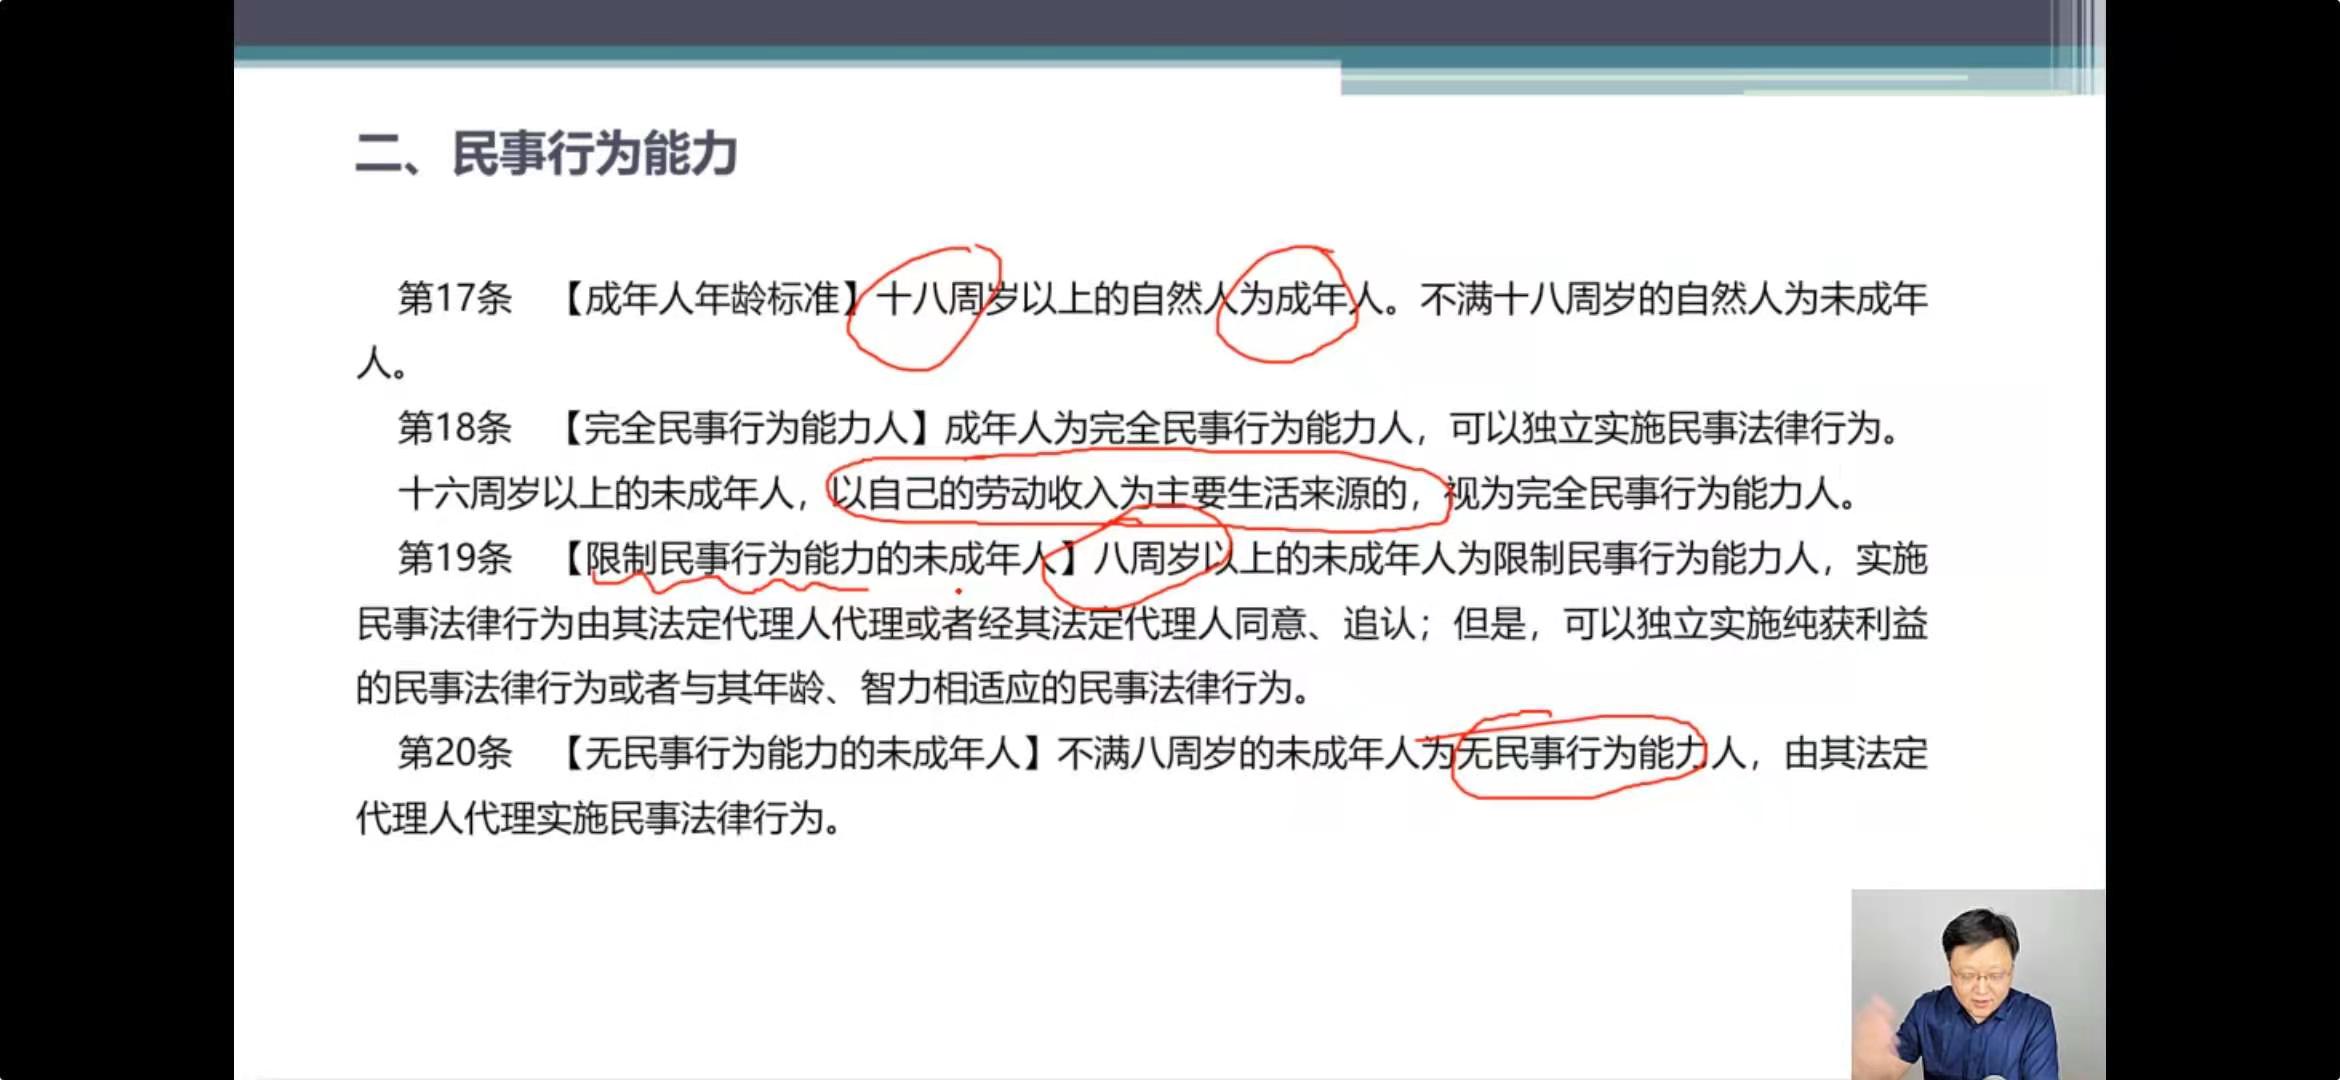 二、民事行为能力
第17条 【成年人年龄标准】十八周岁以上的自然人为成年人。不满十八周岁的自然人为未成年
人。
第18条 【完全民事行为能力人】成年人为完全民事行为能力人，可以独立实施民事法律行为。
十六周岁以上的未成年人，以自己的劳动收入为主要生活来源的，视为完全民事行为能力人。
第19条 【限制民事行为能力的未成年人】八周岁以上的未成年人为限制民事行为能力人，实施
民事法律行为由其法定代理人代理或者经其法定代理人同意、追认；但是，可以独立实施纯获利益
的民事法律行为或者与其年龄、智力相适应的民事法律行为。
第20条 【无民事行为能力的未成年人】不满八周岁的未成年人为无民事行为能力人，由其法定
代理人代理实施民事法律行为。